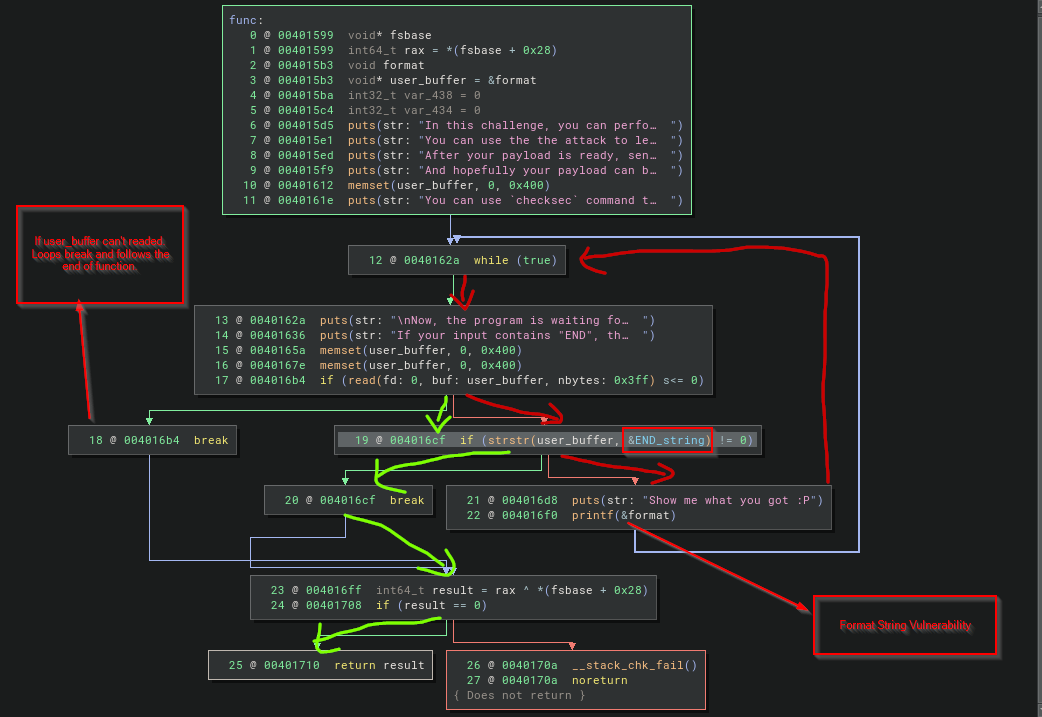 func:
0 @ 00401599 void* fsbase
1 @ 00401599 int64_t rax = *(fsbase + 0x28)
2 @ 004015b3 void format
3 @ 004015b3 void* user_buffer = &format
4 @ 004015ba int32_t var_438 = 0
5 @ 004015c4 int32_t var_434 = 0
6 @ 004015d5 puts(str: "In this challenge, you can perfo… ")
7 @ 004015e1 puts(str: "You can use the the attack to le… ")
8 @ 004015ed puts(str: "After your payload is ready, sen… ")
9 @ 004015f9 puts(str: "And hopefully your payload can b… ")
10 @ 00401612 memset(user_buffer, 0, 0x400)
11 @ 0040161e puts(str: "You can use `checksec` command t… ")
If user_buffer can't readed.
Loops break and follows the
end of function.
12 @ 0040162a while (true)
13 @ 0040162a puts(str: "\nNow, the program is waiting fo… ")
14 @ 00401636 puts(str: "If your input contains "END", th… ")
15 @ 0040165a memset(user_buffer, 0, 0x400)
16 @ 0040167e memset(user_buffer, 0, 0x400)
17 @ 004016b4 if (read(fd: 0, buf: user_buffer, nbytes: 0x3ff) s<= 0)
18 @ 004016b4 break
19 @ 004016cf if (strstr(user_buffer, &END_string) != 0)
20 @ 004016cf break
21 @ 004016d8 puts(str: "Show me what you got :P")
22 @ 004016f0 printf(&format)
23 @ 004016ff int64_t result = rax ^ *(fsbase + 0x28)
24 @ 00401708 if (result == 0)
Format String Vulnerability
25 @ 00401710 return result
26 @ 0040170a __stack_chk_fail()
27 @ 0040170a noreturn
{ Does not return }